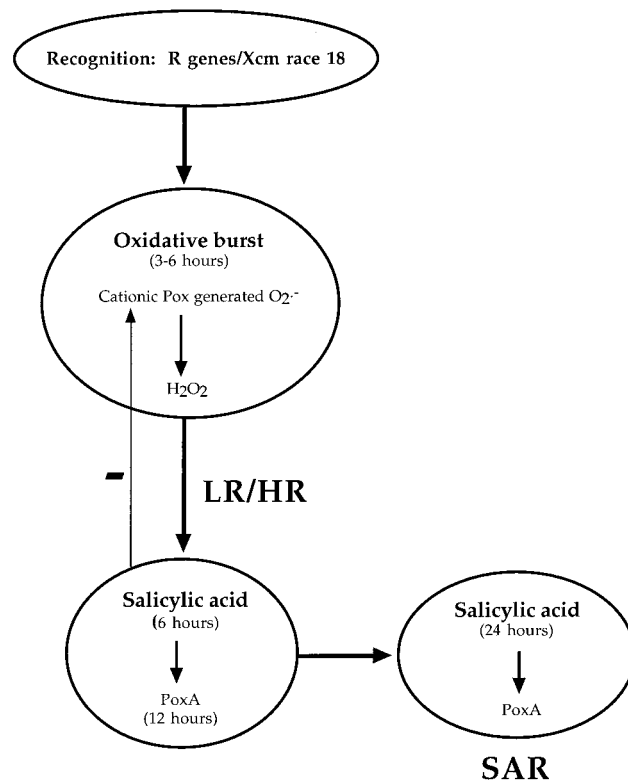 Recognition: R genes/Xcm race 18
Oxidative burst
(3-6 hours)
Cationic Pox generated O2·-
H2O2
-
LR/HR
Salicylic acid
(6 hours)
PoxA
(12 hours)
Salicylic acid
(24 hours)
PoxA
SAR